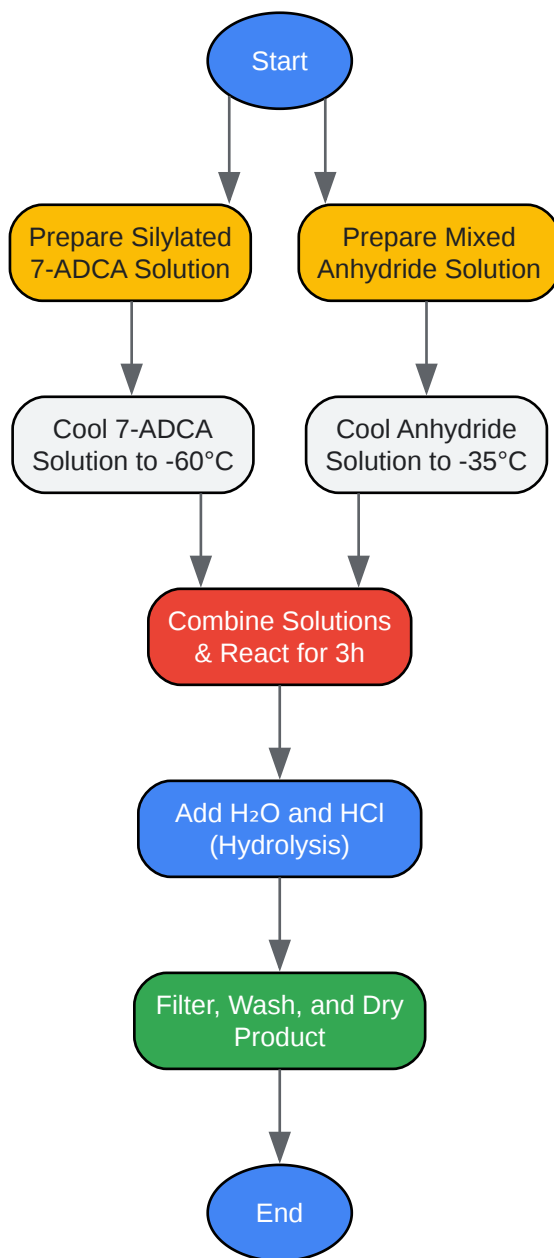 Start
Prepare Silylated
7-ADCA Solution
Prepare Mixed
Anhydride Solution
Cool 7-ADCA
Solution to -60°C
Cool Anhydride
Solution to -35°C
Combine Solutions
& React for 3h
Add H₂O and HCl
(Hydrolysis)
Filter, Wash, and Dry
Product
End